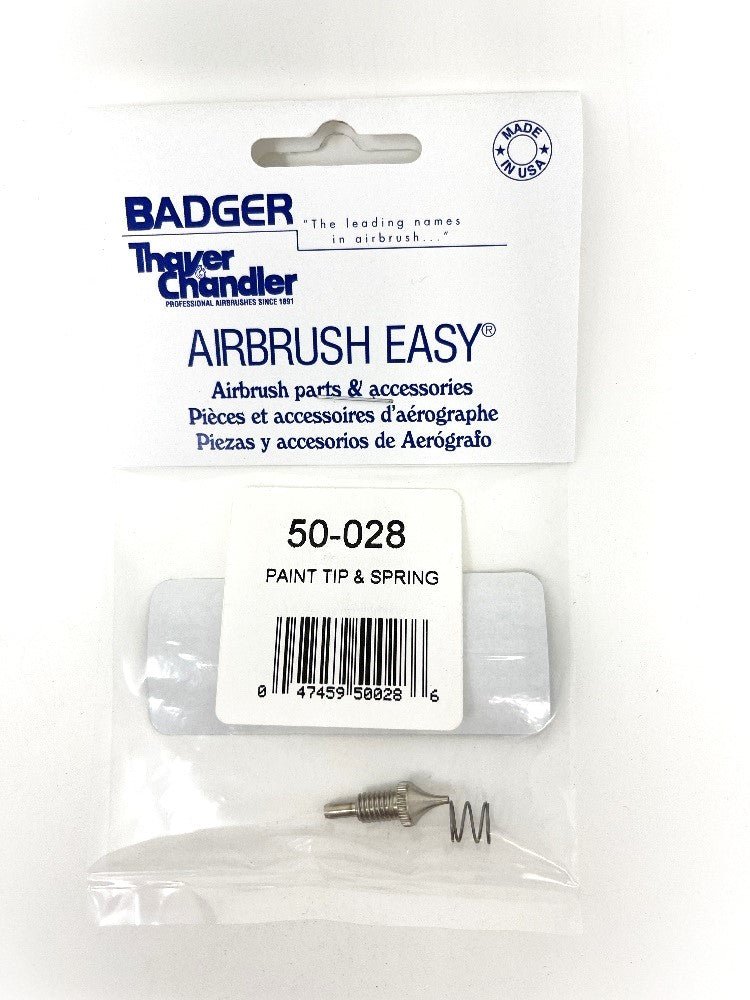 MADE
IN USA
BADGER
"The leading names
in airbrush..."
Thayer
& Chandler
PROFESSIONAL AIRBRUSHES SINCE 1891
AIRBRUSH EASY®
Airbrush parts & accessories
Pièces et accessoires d'aérographe
Piezas y accesorios de Aerógrafo
50-028
PAINT TIP & SPRING
0 47459 50028 6